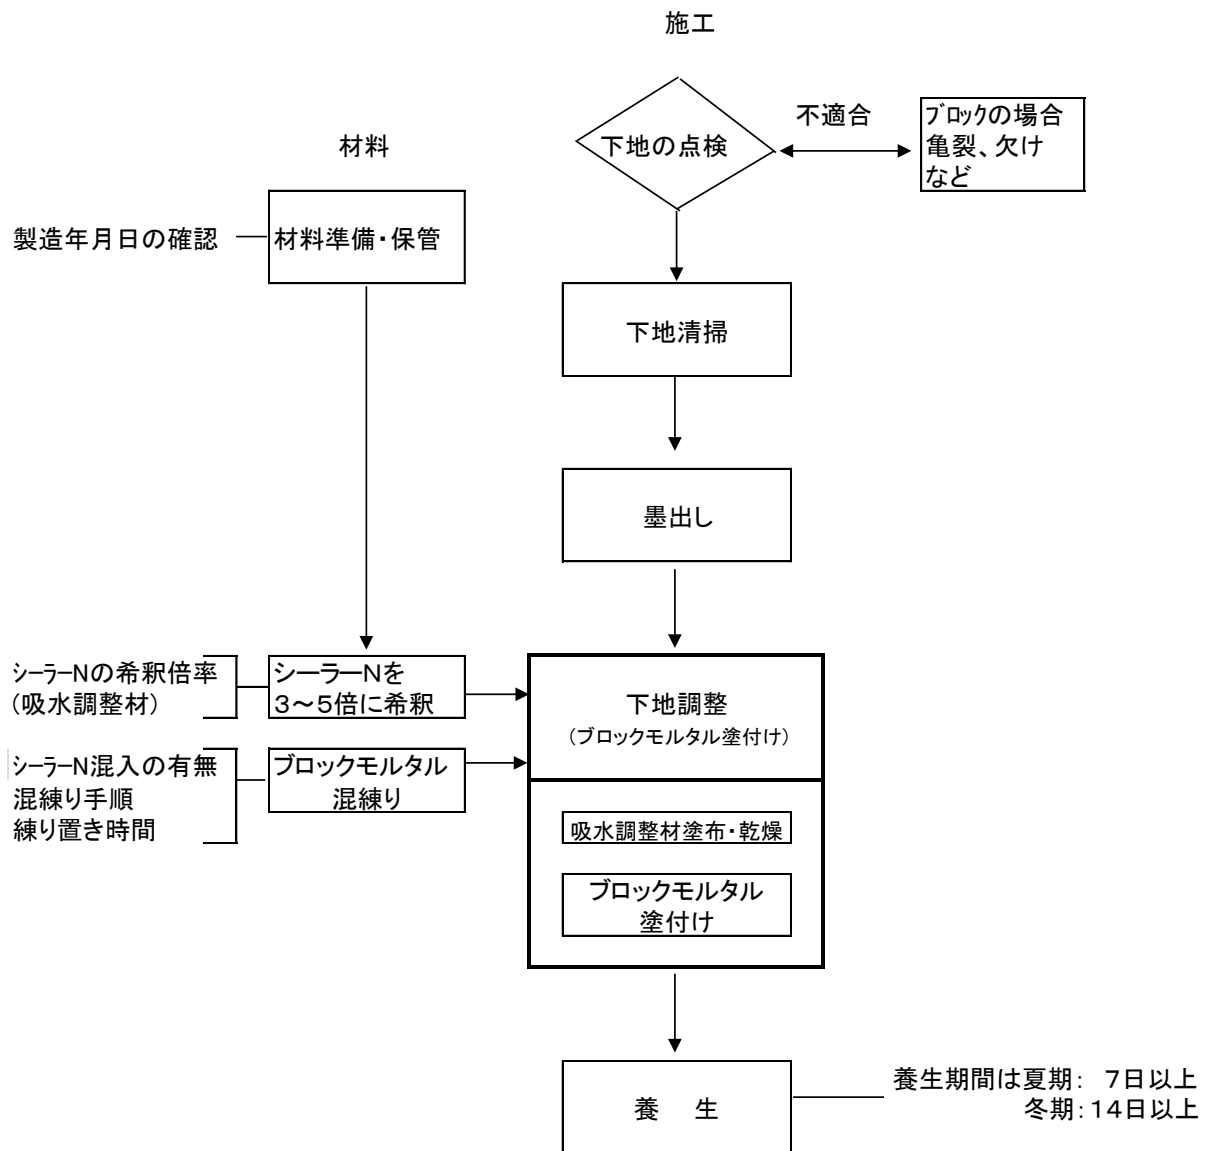 施工
不適合
ブロックの場合
亀裂、欠け
など
下地の点検
材料
製造年月日の確認
材料準備・保管
下地清掃
墨出し
シーラーNの希釈倍率
(吸水調整材)
シーラーNを
3～5倍に希釈
下地調整
(ブロックモルタル塗付け)
シーラーN混入の有無
混練り手順
練り置き時間
ブロックモルタル
混練り
吸水調整材塗布・乾燥
ブロックモルタル
塗付け
養　生
養生期間は夏期：　7日以上
冬期：14日以上